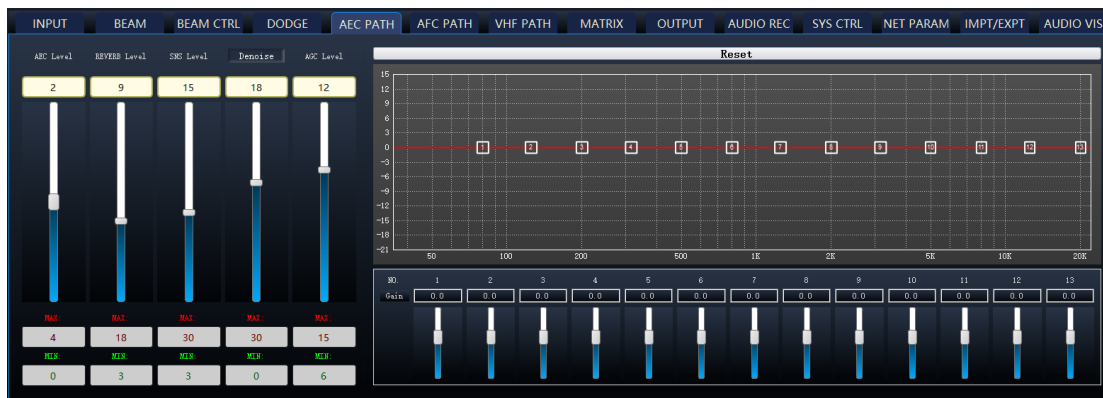 INPUT BEAM BEAM CTRL DODGE AEC PATH AFC PATH VHF PATH MATRIX OUTPUT AUDIO REC SYS CTRL NET PARAM IMPT/EXPT AUDIO VIS
AEC Level REVERB Level SNS Level Denoise AGC Level
2 9 15 18 12
MAX: MAX: MAX: MAX: MAX:
4 18 30 30 15
MIN: MIN: MIN: MIN: MIN:
0 3 3 0 6
Reset
15
12
9
6
3
0 1 2 3 4 5 6 7 8 9 10 11 12 13
-3
-6
-9
-12
-15
-18
-21
50 100 200 500 1K 2K 5K 10K 20K
NO. 1 2 3 4 5 6 7 8 9 10 11 12 13
Gain 0.0 0.0 0.0 0.0 0.0 0.0 0.0 0.0 0.0 0.0 0.0 0.0 0.0